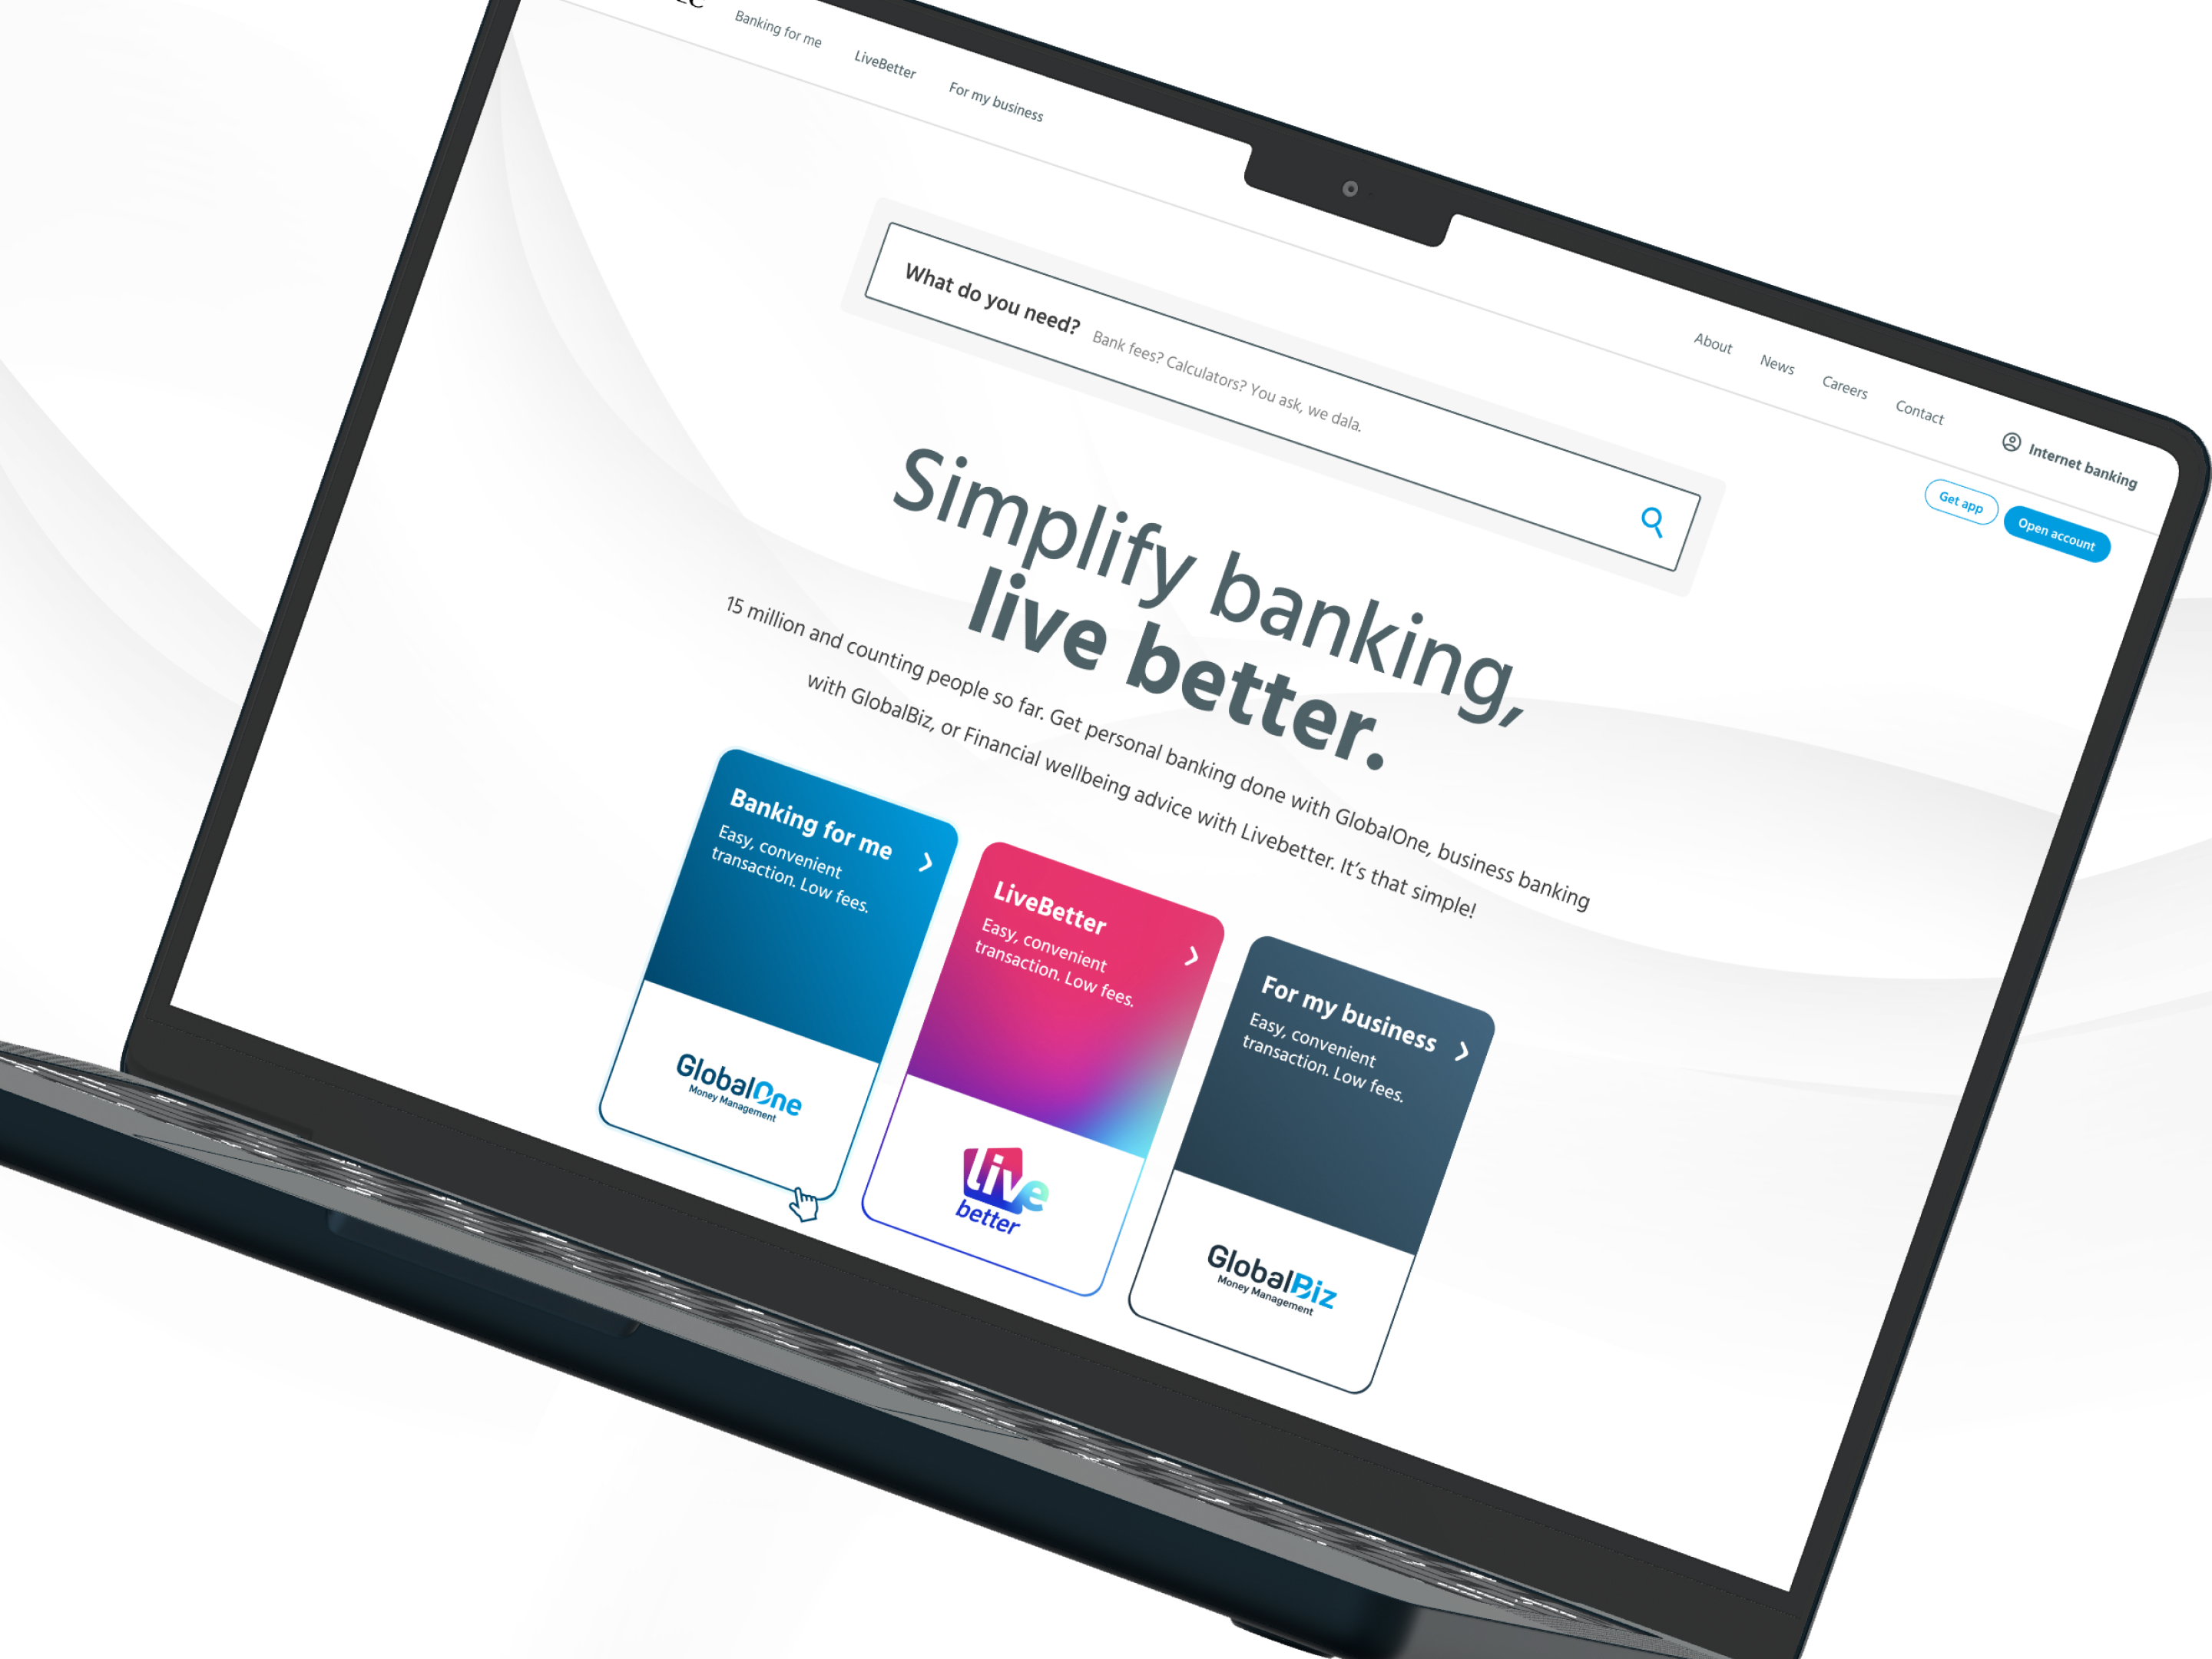 Banking for me
LiveBetter
For my business
About
News
Careers
Contact
Internet banking
Get app
Open account
What do you need? Bank fees? Calculators? You ask, we dala.
Simplify banking,
live better.
15 million and counting people so far. Get personal banking done with GlobalOne, business banking
with GlobalBiz, or Financial wellbeing advice with Livebetter. It's that simple!
Banking for me
Easy, convenient
transaction. Low fees.
GlobalOne
Money Management
LiveBetter
Easy, convenient
transaction. Low fees.
live
better
For my business
Easy, convenient
transaction. Low fees.
GlobalBiz
Money Management